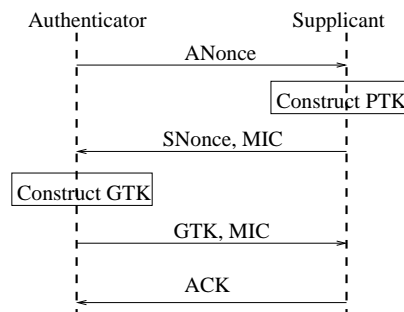 Authenticator
Supplicant
ANonce
Construct PTK
SNonce, MIC
Construct GTK
GTK, MIC
ACK